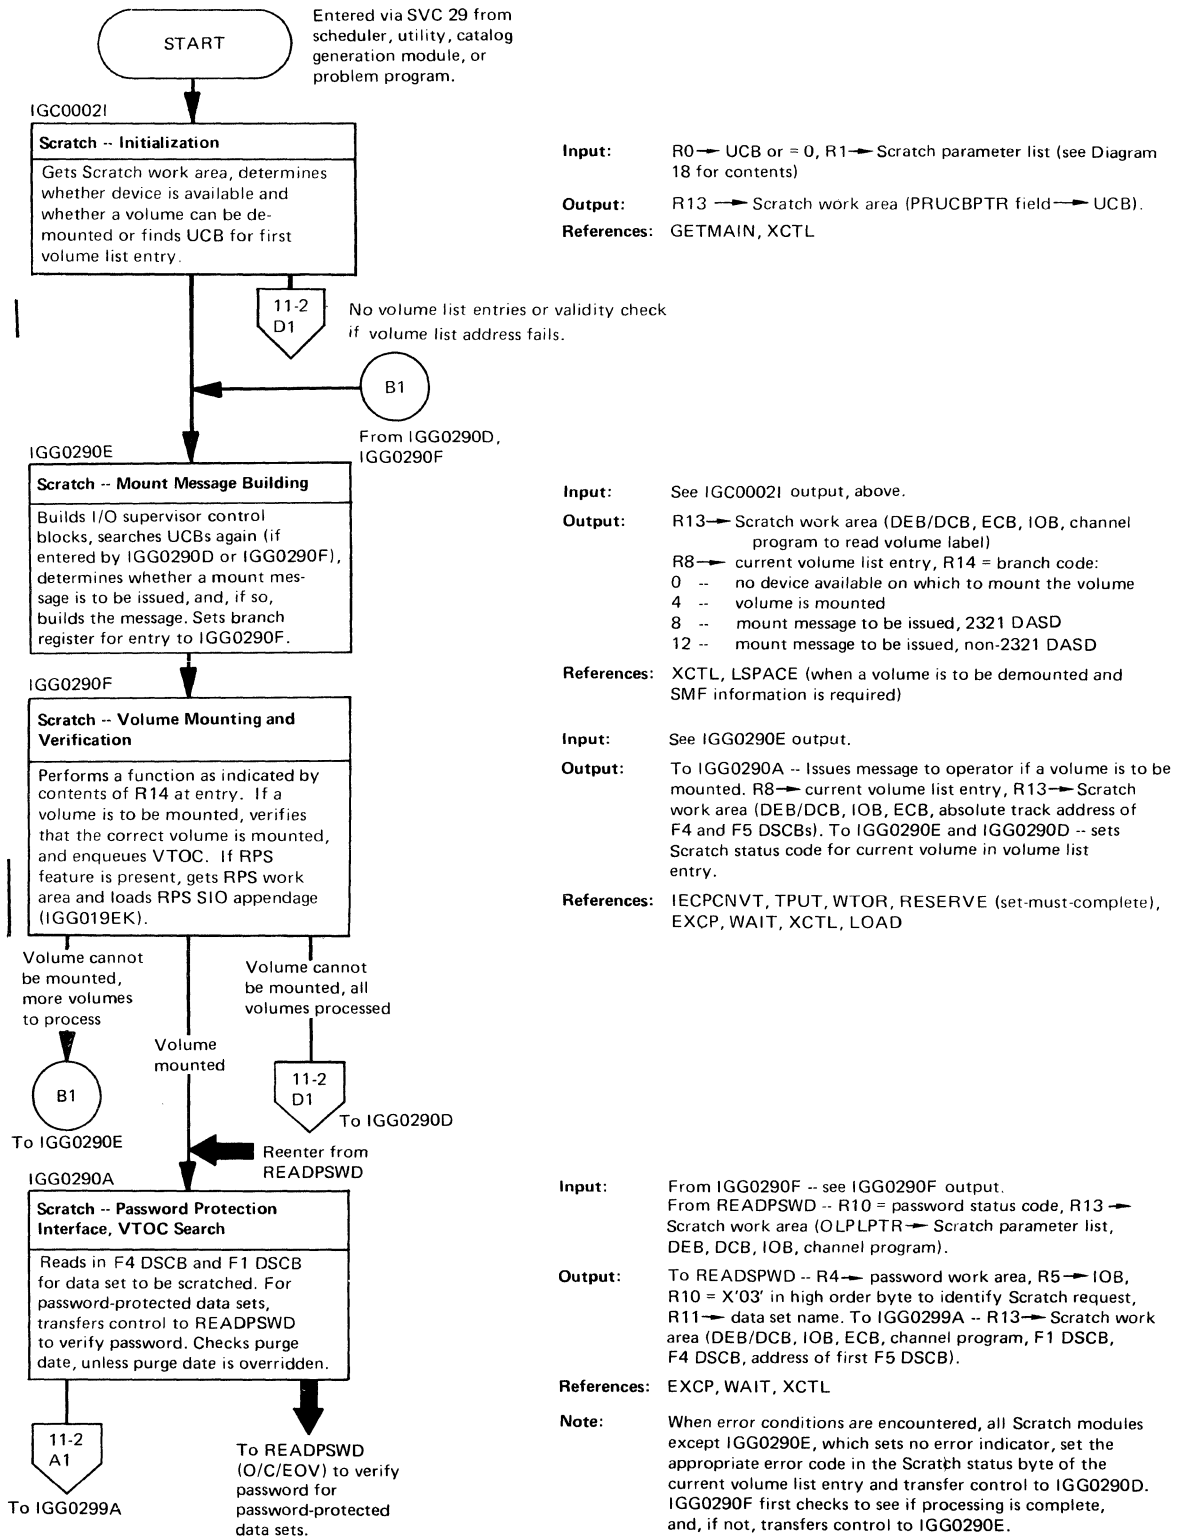 START
Entered via SVC 29 from
scheduler, utility, catalog
generation module, or
problem program.
IGC0002I
Scratch -- Initialization
Gets Scratch work area, determines
whether device is available and
whether a volume can be de-
mounted or finds UCB for first
volume list entry.
Input: R0→ UCB or = 0, R1→ Scratch parameter list (see Diagram
18 for contents)
Output: R13 → Scratch work area (PRUCBPTR field→ UCB).
References: GETMAIN, XCTL
11-2
D1
No volume list entries or validity check
if volume list address fails.
B1
From IGG0290D,
IGG0290F
IGG0290E
Scratch -- Mount Message Building
Builds I/O supervisor control
blocks, searches UCBs again (if
entered by IGG0290D or IGG0290F),
determines whether a mount mes-
sage is to be issued, and, if so,
builds the message. Sets branch
register for entry to IGG0290F.
Input: See IGC0002I output, above.
Output: R13→ Scratch work area (DEB/DCB, ECB, IOB, channel
program to read volume label)
R8→ current volume list entry, R14 = branch code:
0 -- no device available on which to mount the volume
4 -- volume is mounted
8 -- mount message to be issued, 2321 DASD
12 -- mount message to be issued, non-2321 DASD
References: XCTL, LSPACE (when a volume is to be demounted and
SMF information is required)
IGG0290F
Scratch -- Volume Mounting and
Verification
Performs a function as indicated by
contents of R14 at entry. If a
volume is to be mounted, verifies
that the correct volume is mounted,
and enqueues VTOC. If RPS
feature is present, gets RPS work
area and loads RPS SIO appendage
(IGG019EK).
Input: See IGG0290E output.
Output: To IGG0290A -- Issues message to operator if a volume is to be
mounted. R8→ current volume list entry, R13→ Scratch
work area (DEB/DCB, IOB, ECB, absolute track address of
F4 and F5 DSCBs). To IGG0290E and IGG0290D -- sets
Scratch status code for current volume in volume list
entry.
References: IECPCNVT, TPUT, WTOR, RESERVE (set-must-complete),
EXCP, WAIT, XCTL, LOAD
Volume cannot
be mounted,
more volumes
to process
Volume
mounted
Volume cannot
be mounted, all
volumes processed
B1
To IGG0290E
11-2
D1
To IGG0290D
Reenter from
READPSWD
IGG0290A
Scratch -- Password Protection
Interface, VTOC Search
Reads in F4 DSCB and F1 DSCB
for data set to be scratched. For
password-protected data sets,
transfers control to READPSWD
to verify password. Checks purge
date, unless purge date is overridden.
Input: From IGG0290F -- see IGG0290F output.
From READPSWD -- R10 = password status code, R13 →
Scratch work area (OLPLPTR→ Scratch parameter list,
DEB, DCB, IOB, channel program).
Output: To READSPWD -- R4→ password work area, R5→ IOB,
R10 = X'03' in high order byte to identify Scratch request,
R11→ data set name. To IGG0299A -- R13→ Scratch work
area (DEB/DCB, IOB, ECB, channel program, F1 DSCB,
F4 DSCB, address of first F5 DSCB).
References: EXCP, WAIT, XCTL
Note: When error conditions are encountered, all Scratch modules
except IGG0290E, which sets no error indicator, set the
appropriate error code in the Scratch status byte of the
current volume list entry and transfer control to IGG0290D.
IGG0290F first checks to see if processing is complete,
and, if not, transfers control to IGG0290E.
11-2
A1
To IGG0299A
To READPSWD
(O/C/EOV) to verify
password for
password-protected
data sets.